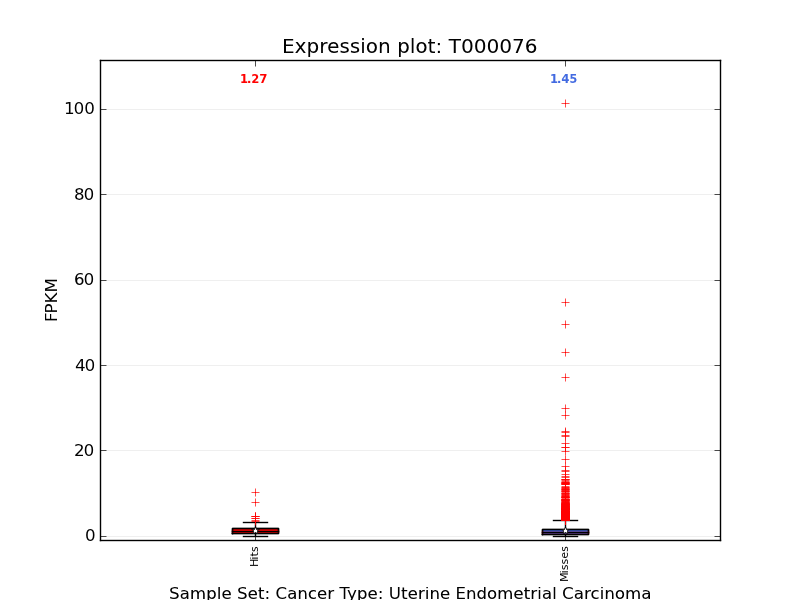 Expression plot: T000076
1.27
1.45
100
80
60
40
20
0
FPKM
Hits
Misses
Sample Set: Cancer Type: Uterine Endometrial Carcinoma